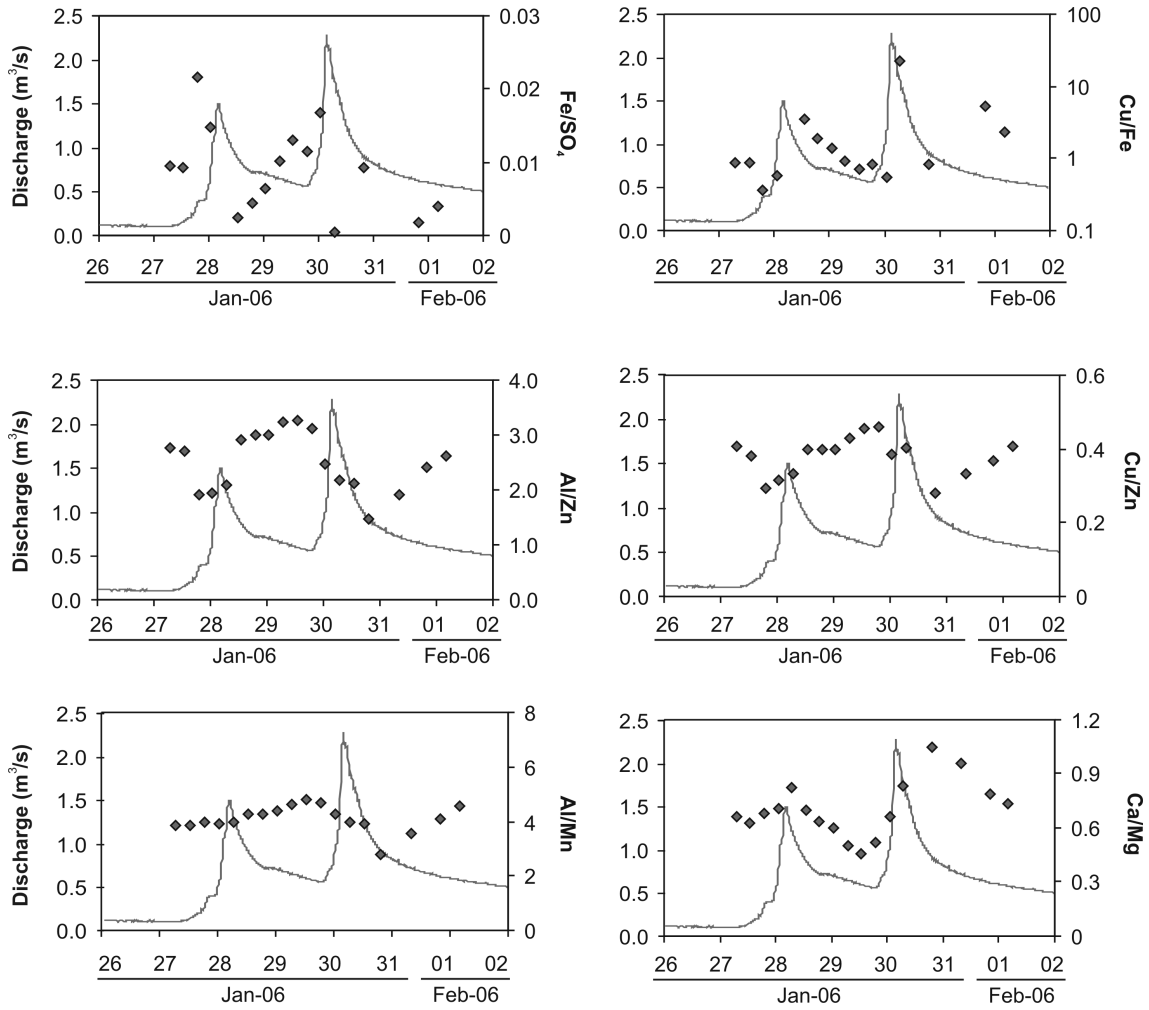 2.5 0.03 2.5 100
2.0 2.0
0.02 10
1.5 1.5
Discharge (m³/s) Fe/SO₄ Cu/Fe
1.0 1.0 1
0.01
0.5 0.5
0.0 0 0.0 0.1
26 27 28 29 30 31 01 02 26 27 28 29 30 31 01 02
Jan-06 Feb-06 Jan-06 Feb-06
2.5 4.0 2.5 0.6
2.0 2.0
3.0 0.4
1.5 1.5
Discharge (m³/s) 2.0 Al/Zn Cu/Zn
1.0 1.0
0.2
0.5 1.0 0.5
0.0 0.0 0.0 0
26 27 28 29 30 31 01 02 26 27 28 29 30 31 01 02
Jan-06 Feb-06 Jan-06 Feb-06
2.5 8 2.5 1.2
2.0 2.0
6 0.9
1.5 1.5
Discharge (m³/s) 4 Al/Mn 0.6 Ca/Mg
1.0 1.0
2 0.3
0.5 0.5
0.0 0 0.0 0
26 27 28 29 30 31 01 02 26 27 28 29 30 31 01 02
Jan-06 Feb-06 Jan-06 Feb-06